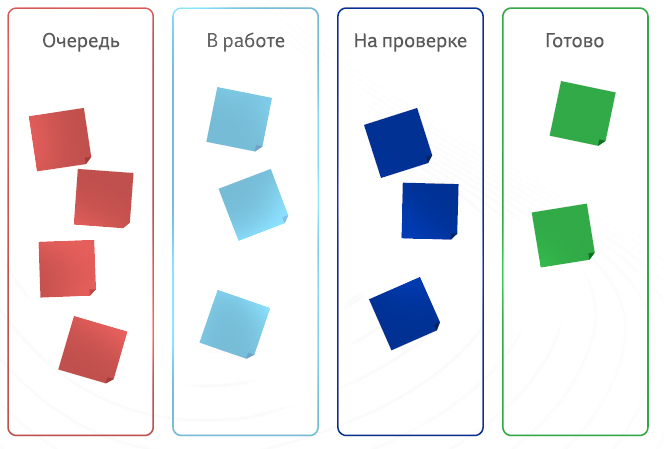 Очередь
В работе
На проверке
Готово